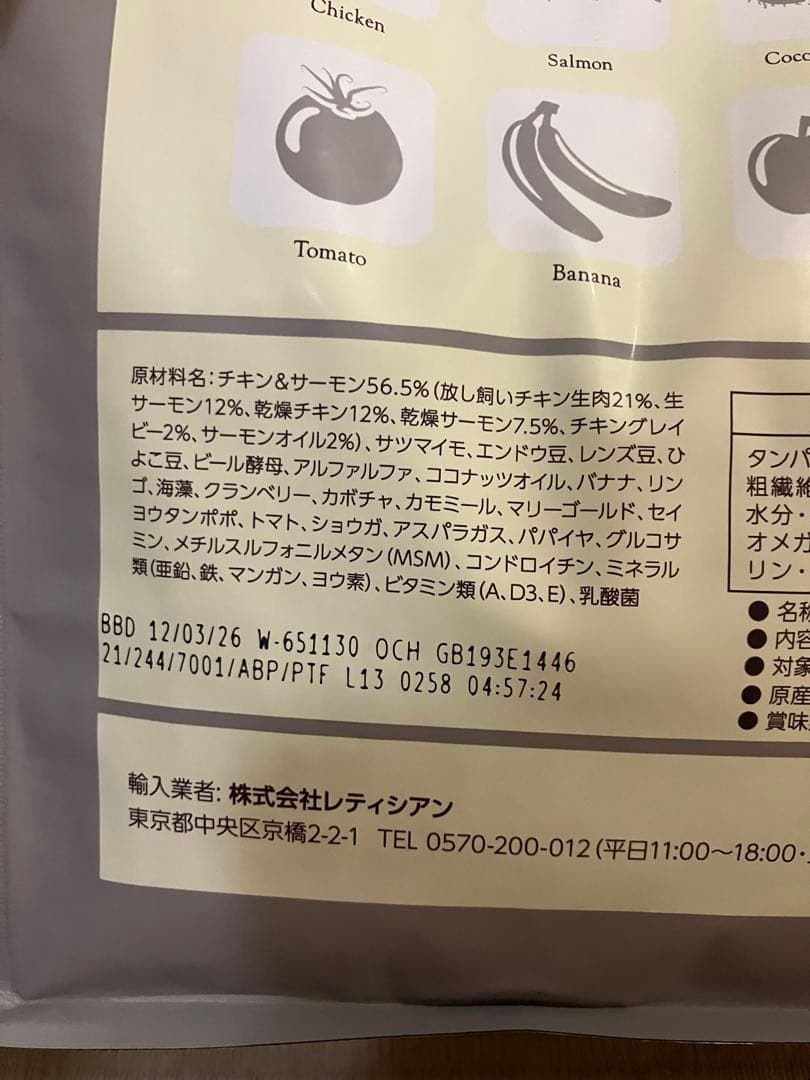 Chicken
Salmon
Coco
Tomato
Banana
原材料名：チキン&サーモン56.5%（放し飼いチキン生肉21%、生
サーモン12%、乾燥チキン12%、乾燥サーモン7.5%、チキングレイ
ビー2%、サーモンオイル2%）、サツマイモ、エンドウ豆、レンズ豆、ひ
よこ豆、ビール酵母、アルファルファ、ココナッツオイル、バナナ、リン
ゴ、海藻、クランベリー、カボチャ、カモミール、マリーゴールド、セイ
ヨウタンポポ、トマト、ショウガ、アスパラガス、パパイヤ、グルコサ
ミン、メチルスルフォニルメタン（MSM）、コンドロイチン、ミネラル
類（亜鉛、鉄、マンガン、ヨウ素）、ビタミン類（A、D3、E）、乳酸菌
タンパ
粗繊維
水分・
オメガ
リン・
● 名称
● 内容
● 対象
● 原産
● 賞味
BBD 12/03/26 W-651130 OCH GB193E1446
21/244/7001/ABP/PTF L13 0258 04:57:24
輸入業者: 株式会社レティシアン
東京都中央区京橋2-2-1 TEL 0570-200-012（平日11:00〜18:00・